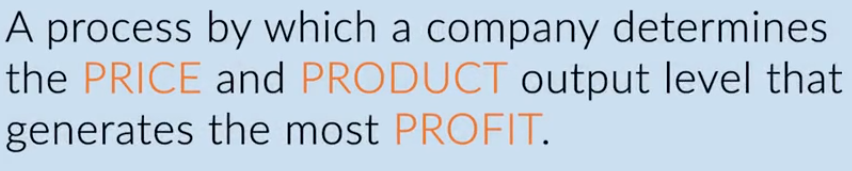 A process by which a company determines
the PRICE and PRODUCT output level that
generates the most PROFIT.